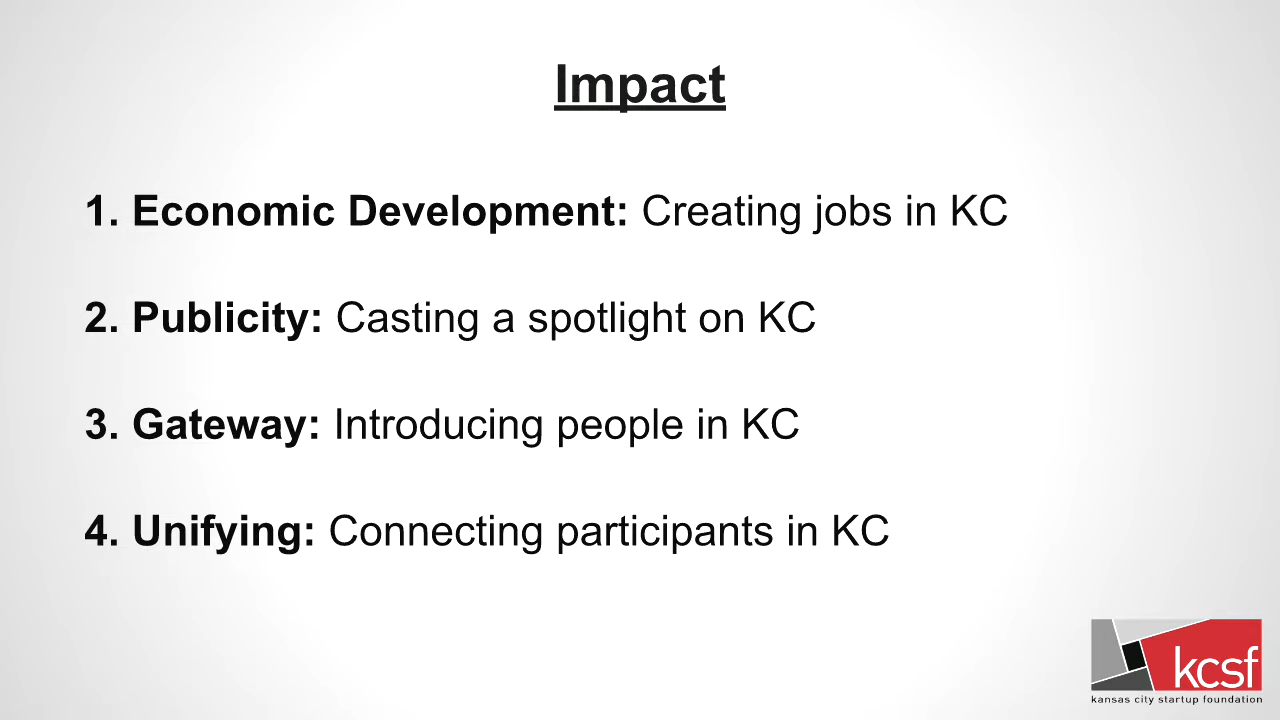 Impact
1. Economic Development: Creating jobs in KC
2. Publicity: Casting a spotlight on KC
3. Gateway: Introducing people in KC
4. Unifying: Connecting participants in KC
kcsf
kansas city startup foundation